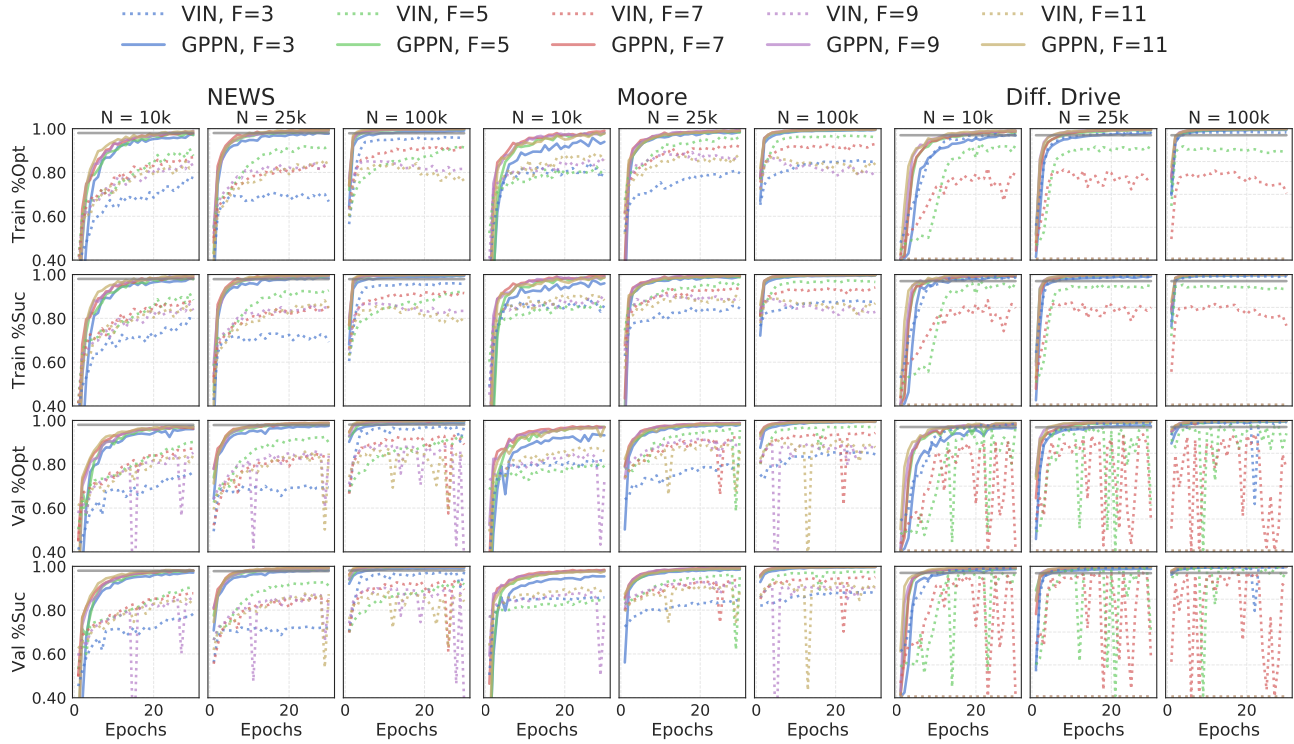 VIN, F=3 VIN, F=5 VIN, F=7 VIN, F=9 VIN, F=11
GPPN, F=3 GPPN, F=5 GPPN, F=7 GPPN, F=9 GPPN, F=11
NEWS Moore Diff. Drive
N = 10k N = 25k N = 100k N = 10k N = 25k N = 100k N = 10k N = 25k N = 100k
Train %Opt
1.00
0.80
0.60
0.40
Train %Suc
1.00
0.80
0.60
0.40
Val %Opt
1.00
0.80
0.60
0.40
Val %Suc
1.00
0.80
0.60
0.40
0 20 0 20 0 20 0 20 0 20 0 20 0 20 0 20 0 20
Epochs Epochs Epochs Epochs Epochs Epochs Epochs Epochs Epochs